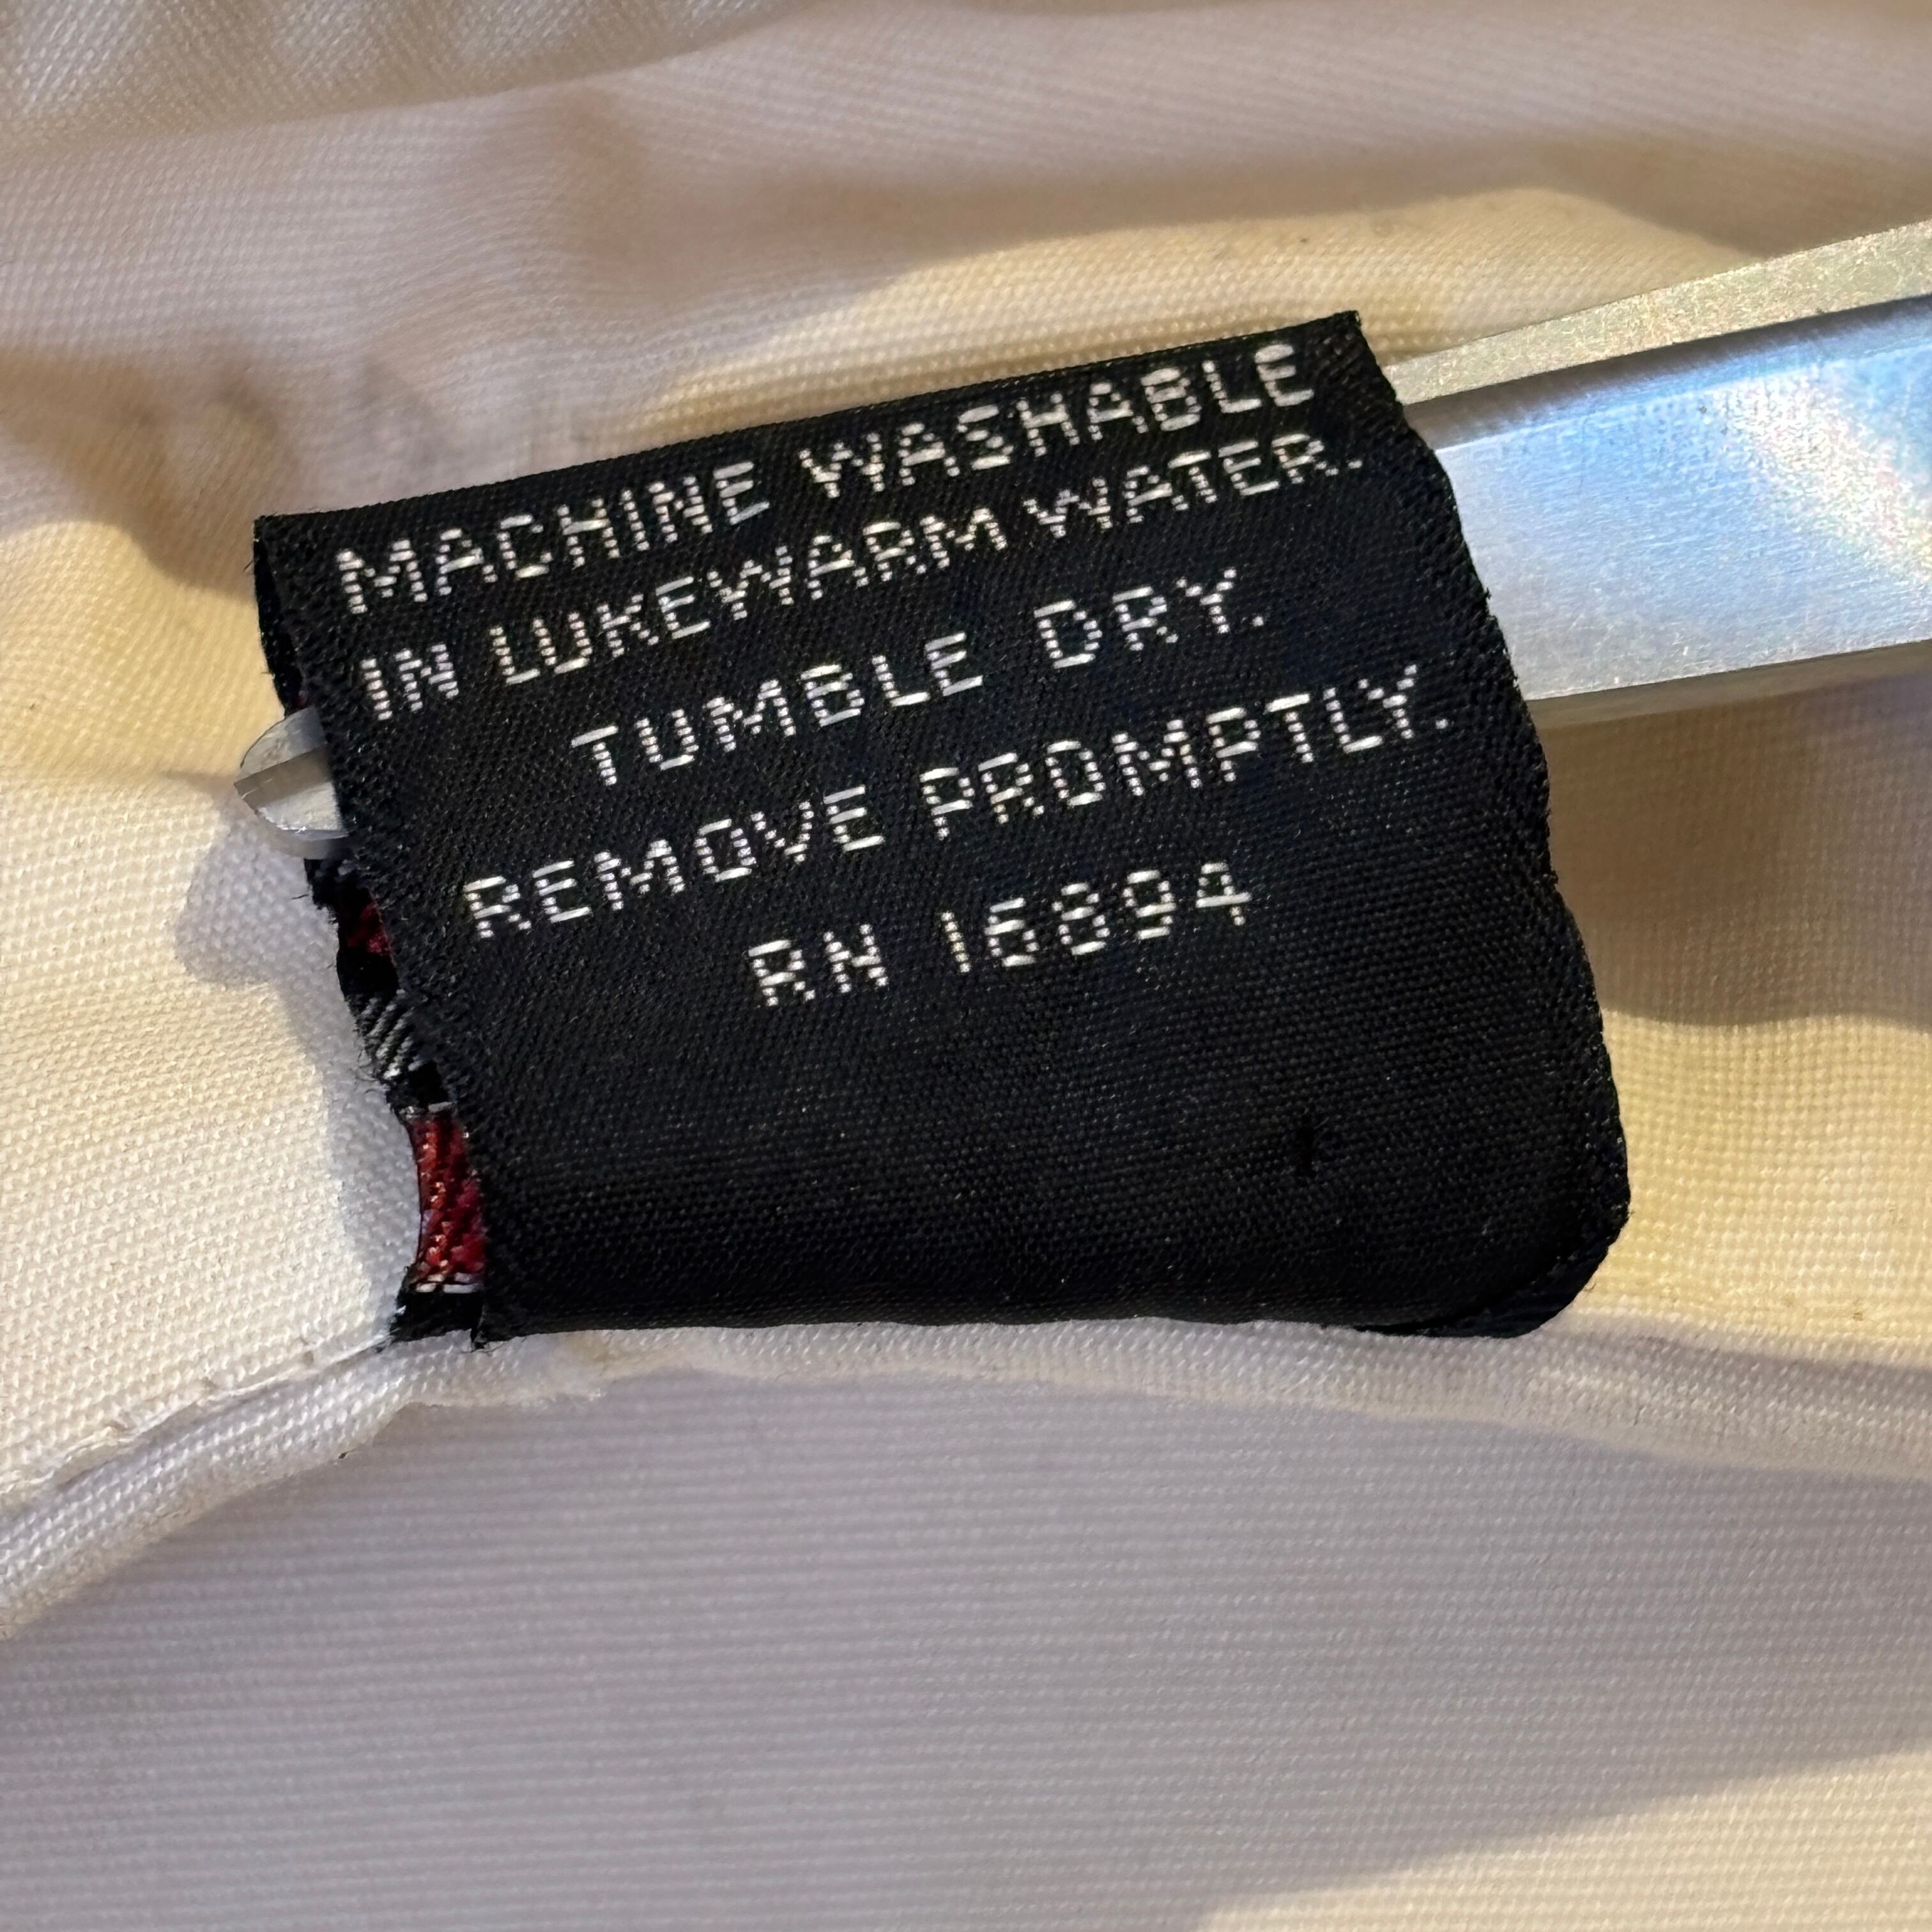 MACHINE WASHABLE
IN LUKEWARM WATER.
TUMBLE DRY.
REMOVE PROMPTLY.
RN 16894